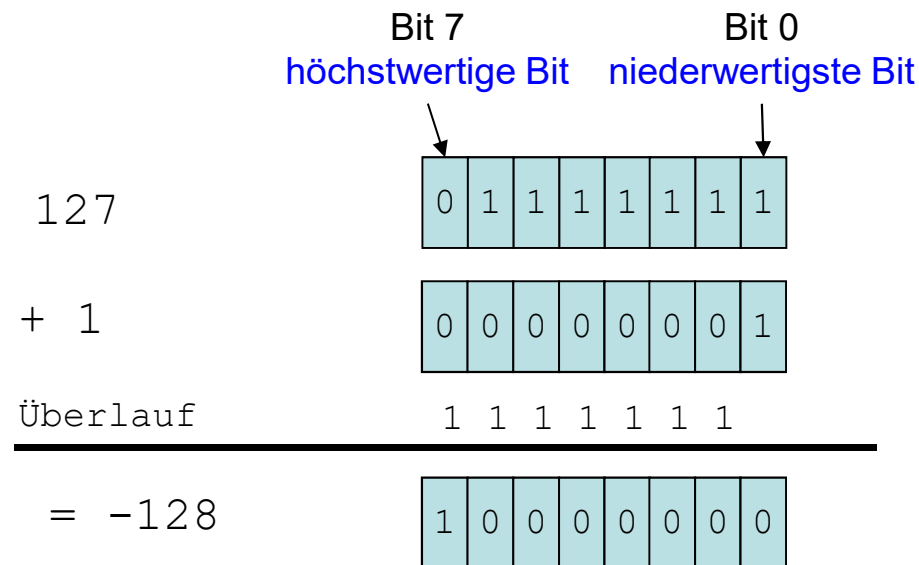 Bit 7 Bit 0
höchstwertige Bit niederwertigste Bit
127 0 1 1 1 1 1 1 1
+ 1 0 0 0 0 0 0 0 1
Überlauf 1 1 1 1 1 1 1
= -128 1 0 0 0 0 0 0 0